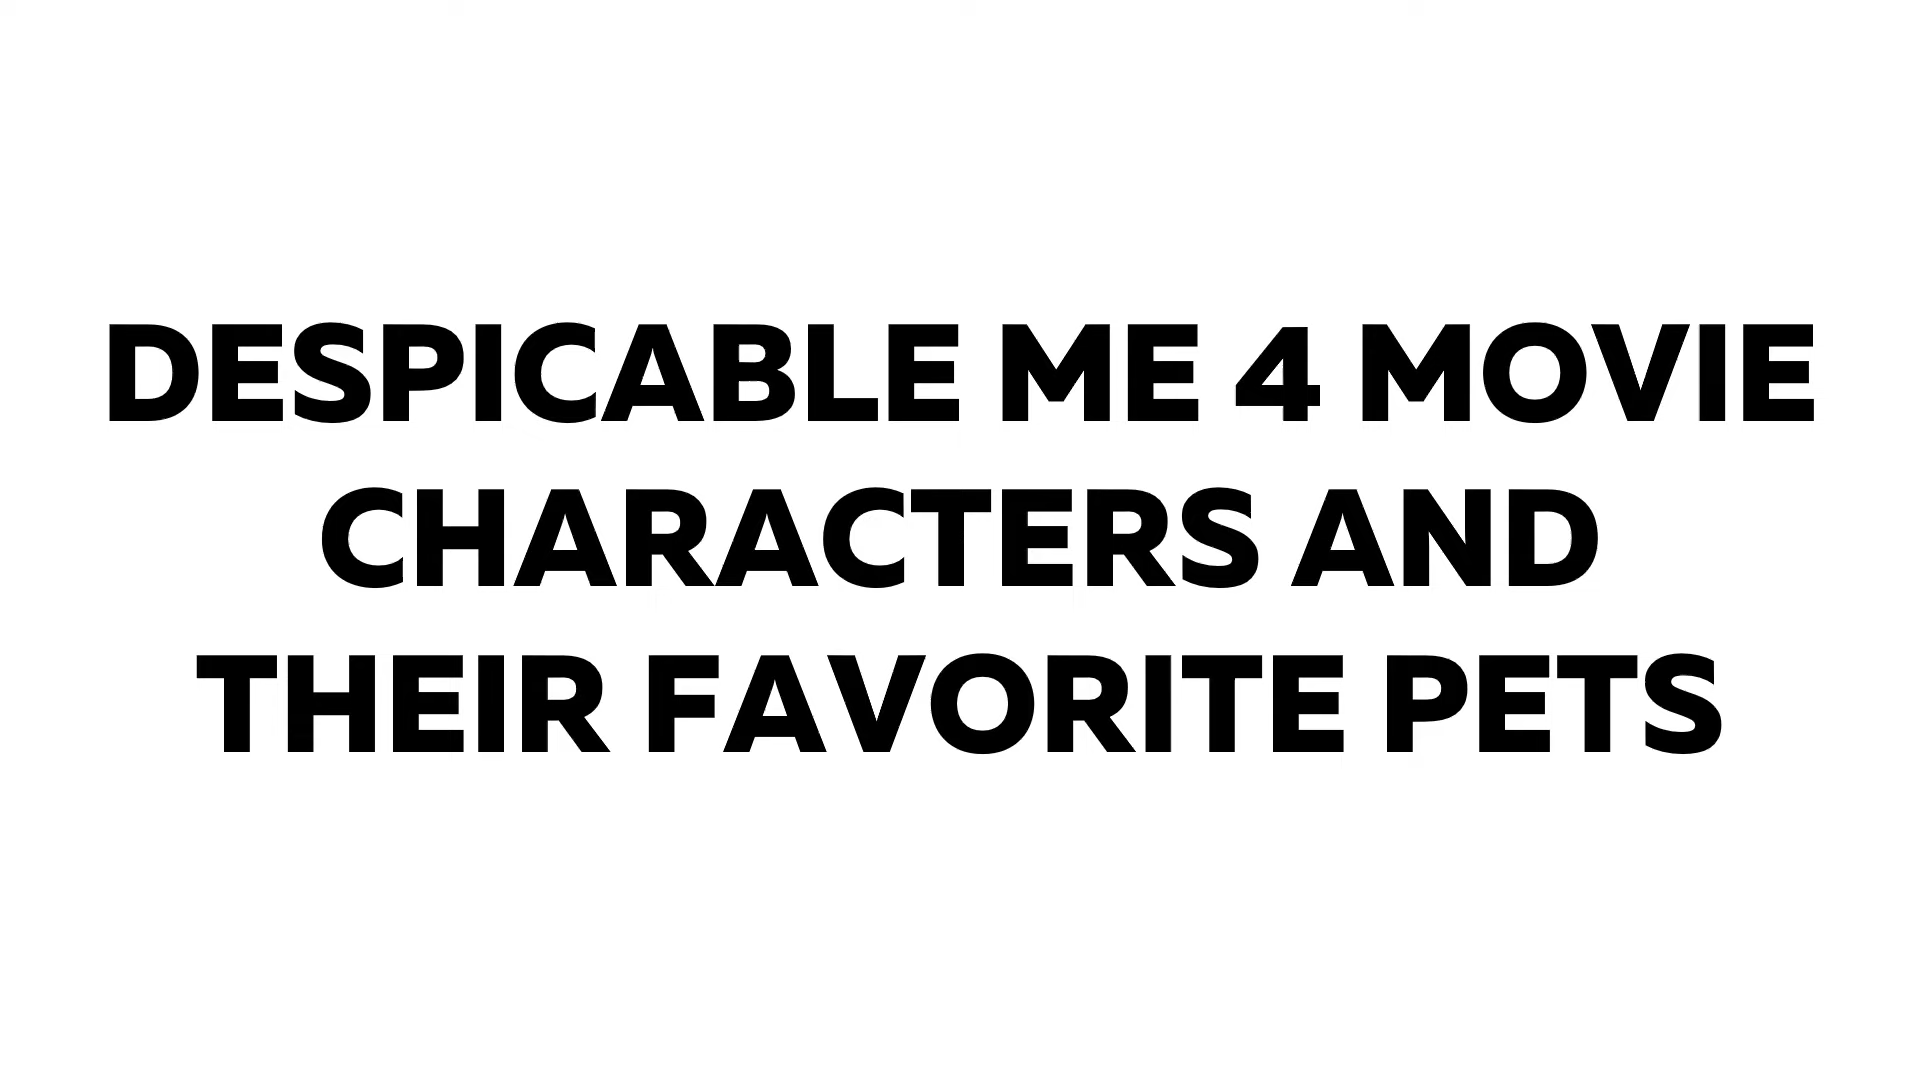 DESPICABLE ME 4 MOVIE
CHARACTERS AND
THEIR FAVORITE PETS